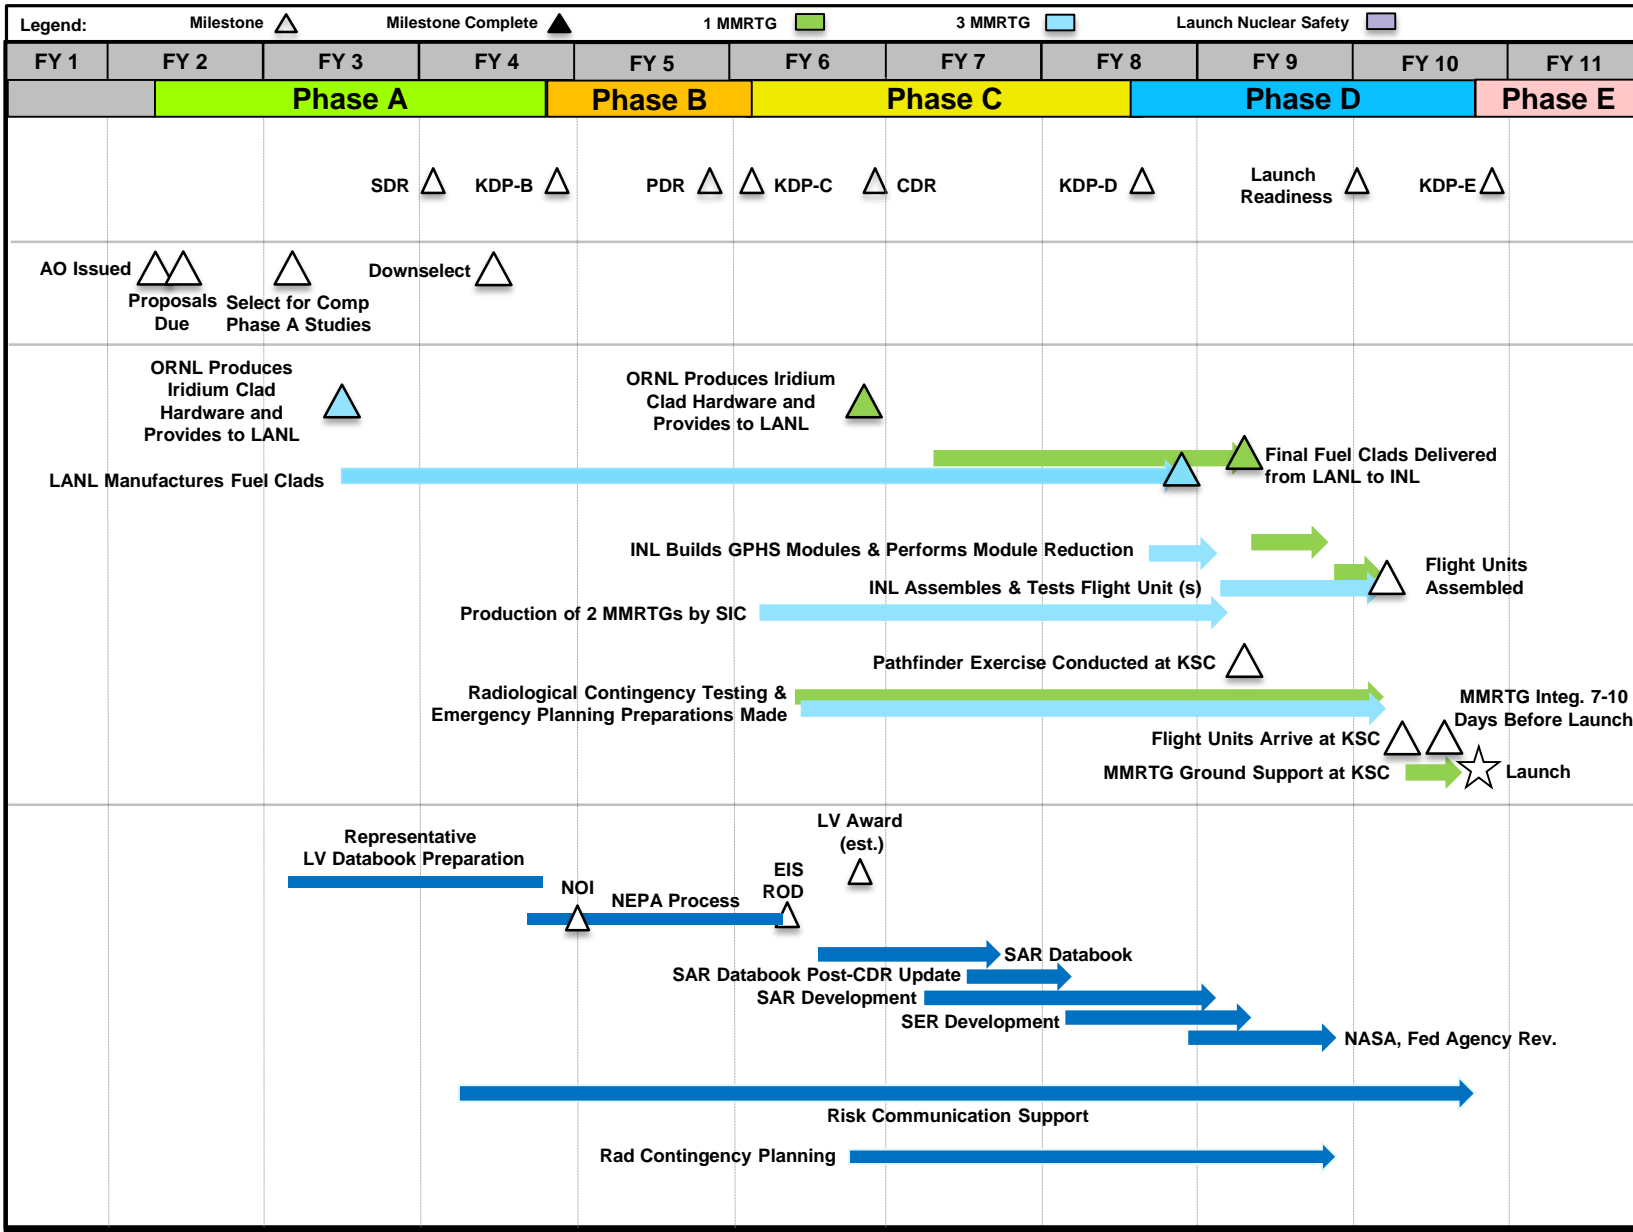 Legend: Milestone Milestone Complete 1 MMRTG 3 MMRTG Launch Nuclear Safety
FY 1 FY 2 FY 3 FY 4 FY 5 FY 6 FY 7 FY 8 FY 9 FY 10 FY 11
Phase A Phase B Phase C Phase D Phase E
SDR KDP-B PDR KDP-C CDR KDP-D
Launch
Readiness
KDP-E
AO Issued
Proposals
Due
Select for Comp
Phase A Studies
Downselect
ORNL Produces
Iridium Clad
Hardware and
Provides to LANL
ORNL Produces Iridium
Clad Hardware and
Provides to LANL
LANL Manufactures Fuel Clads
Final Fuel Clads Delivered
from LANL to INL
INL Builds GPHS Modules & Performs Module Reduction
INL Assembles & Tests Flight Unit (s)
Flight Units
Assembled
Production of 2 MMRTGs by SIC
Pathfinder Exercise Conducted at KSC
Radiological Contingency Testing &
Emergency Planning Preparations Made
MMRTG Integ. 7-10
Days Before Launch
Flight Units Arrive at KSC
MMRTG Ground Support at KSC
Launch
Representative
LV Databook Preparation
LV Award
(est.)
NOI
NEPA Process
EIS
ROD
SAR Databook
SAR Databook Post-CDR Update
SAR Development
SER Development
NASA, Fed Agency Rev.
Risk Communication Support
Rad Contingency Planning